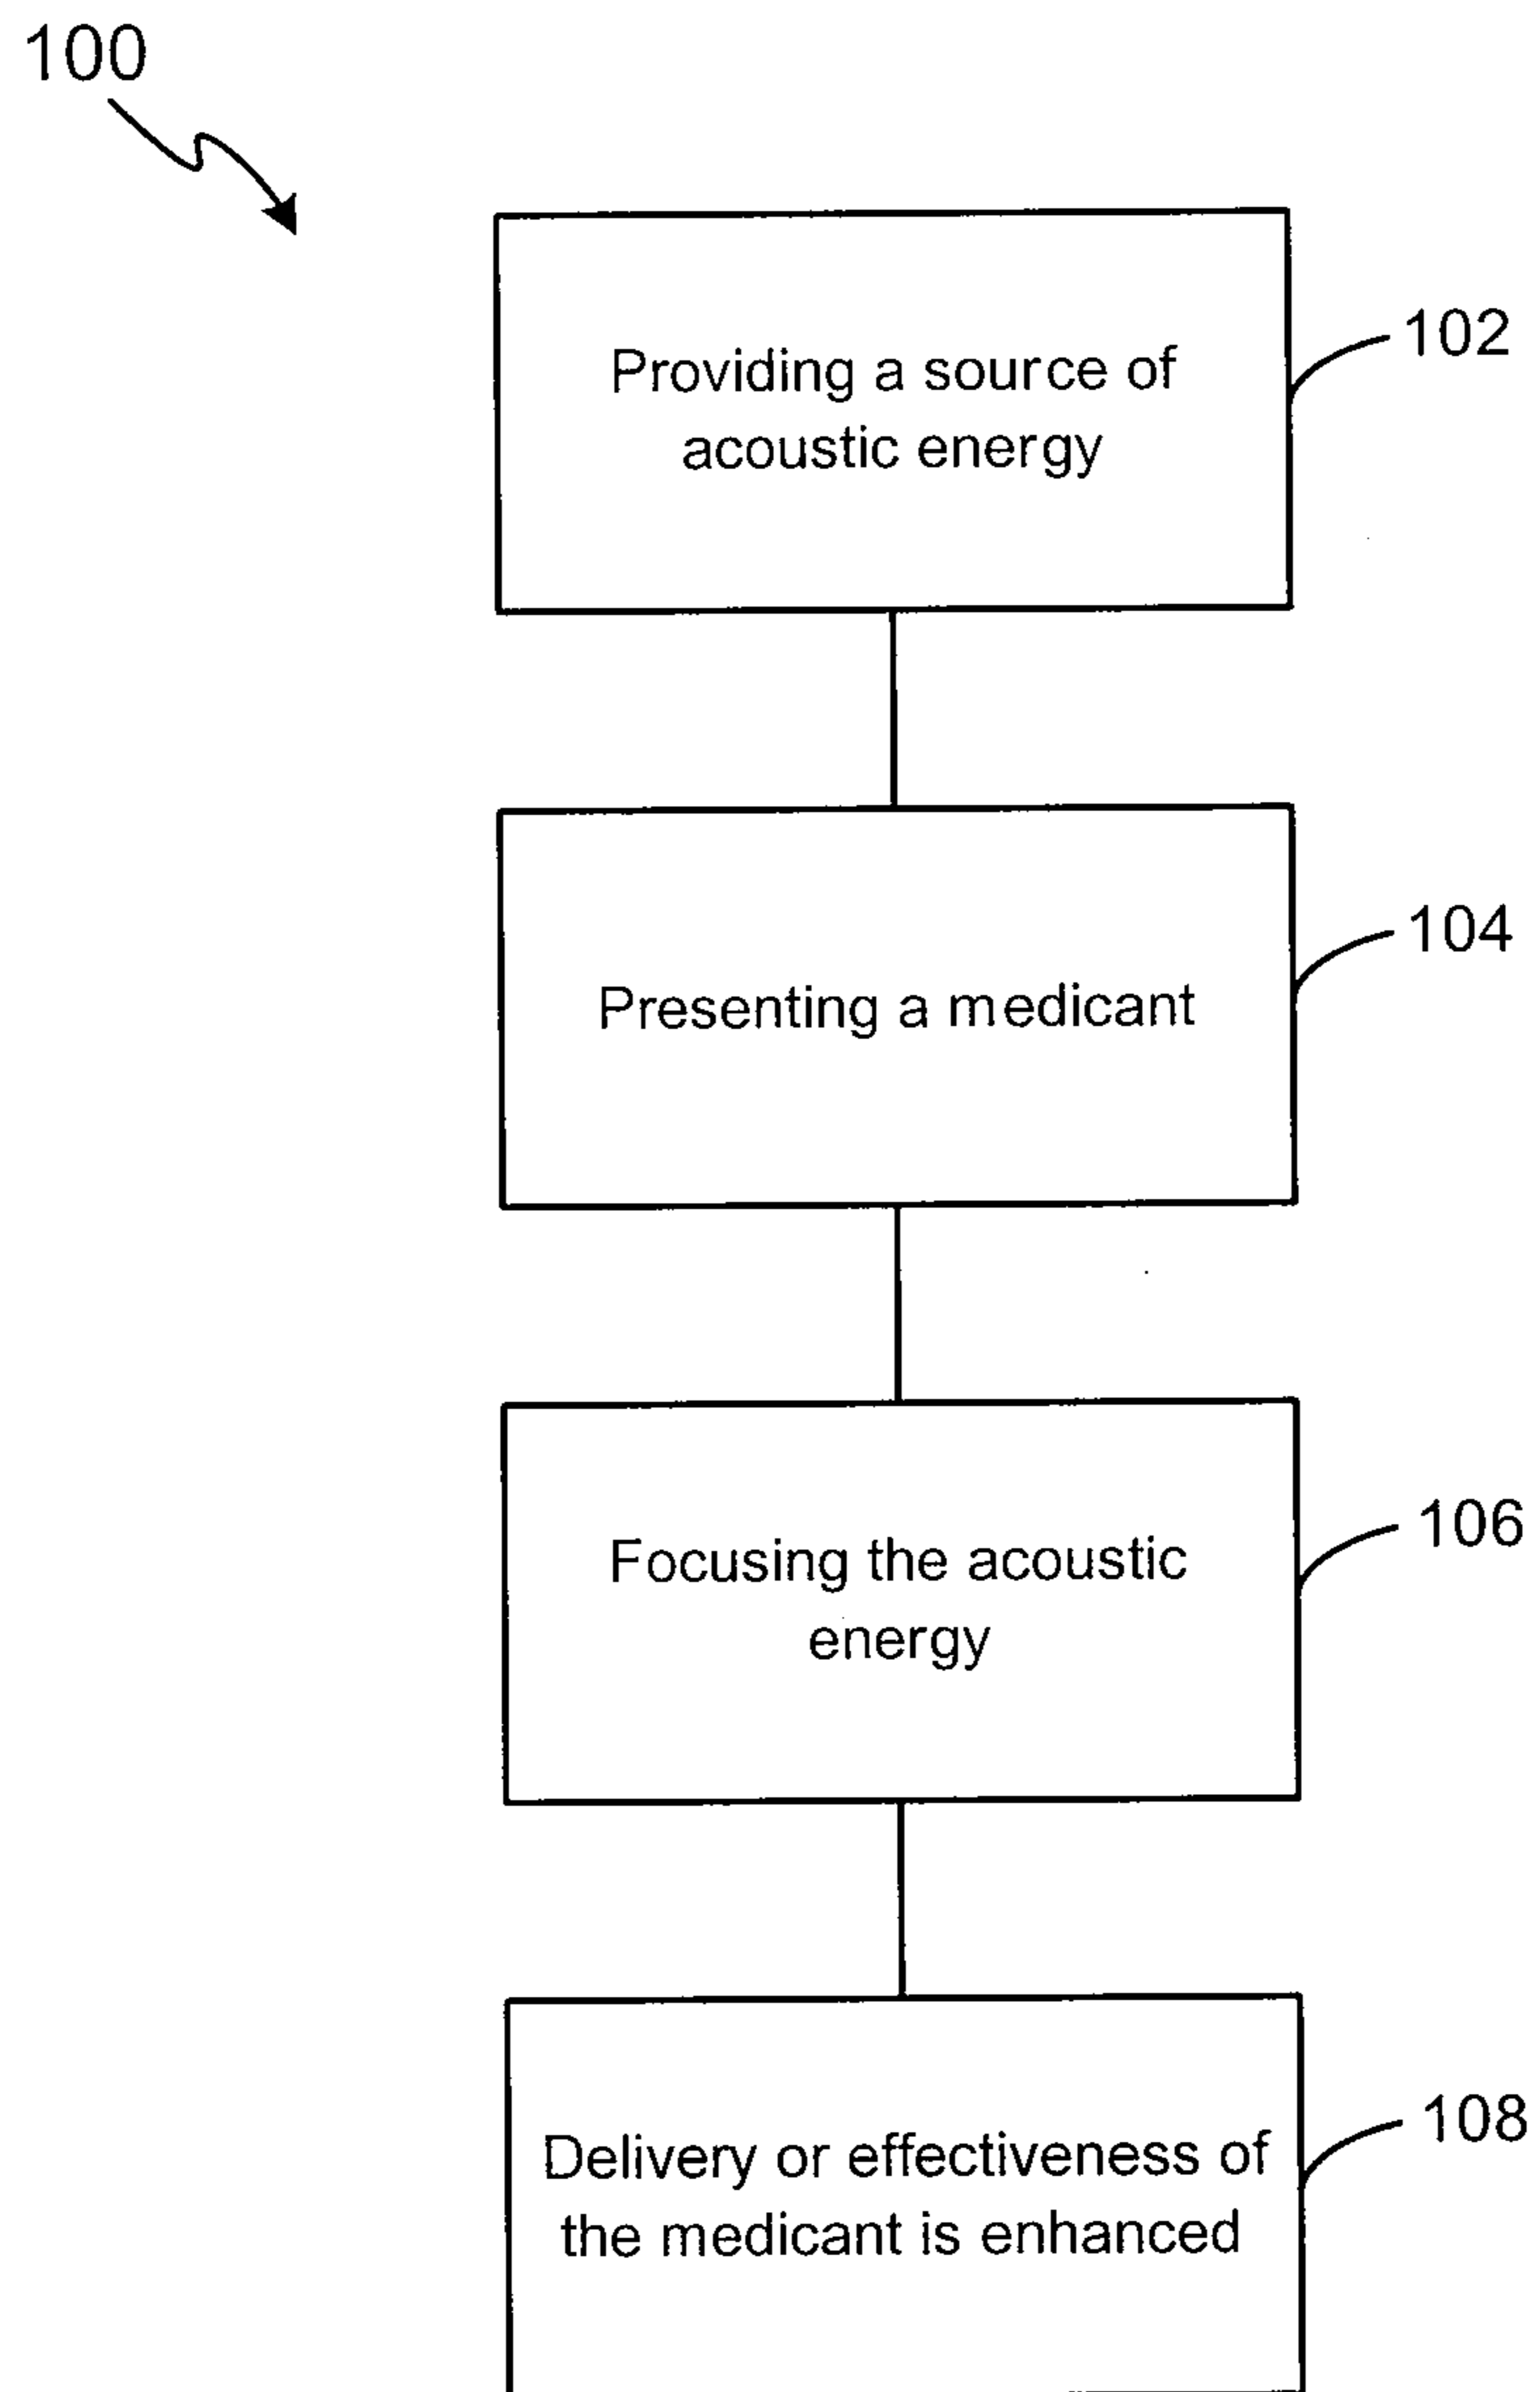 100
Providing a source of
acoustic energy
102
Presenting a medicant
104
Focusing the acoustic
energy
106
Delivery or effectiveness of
the medicant is enhanced
108